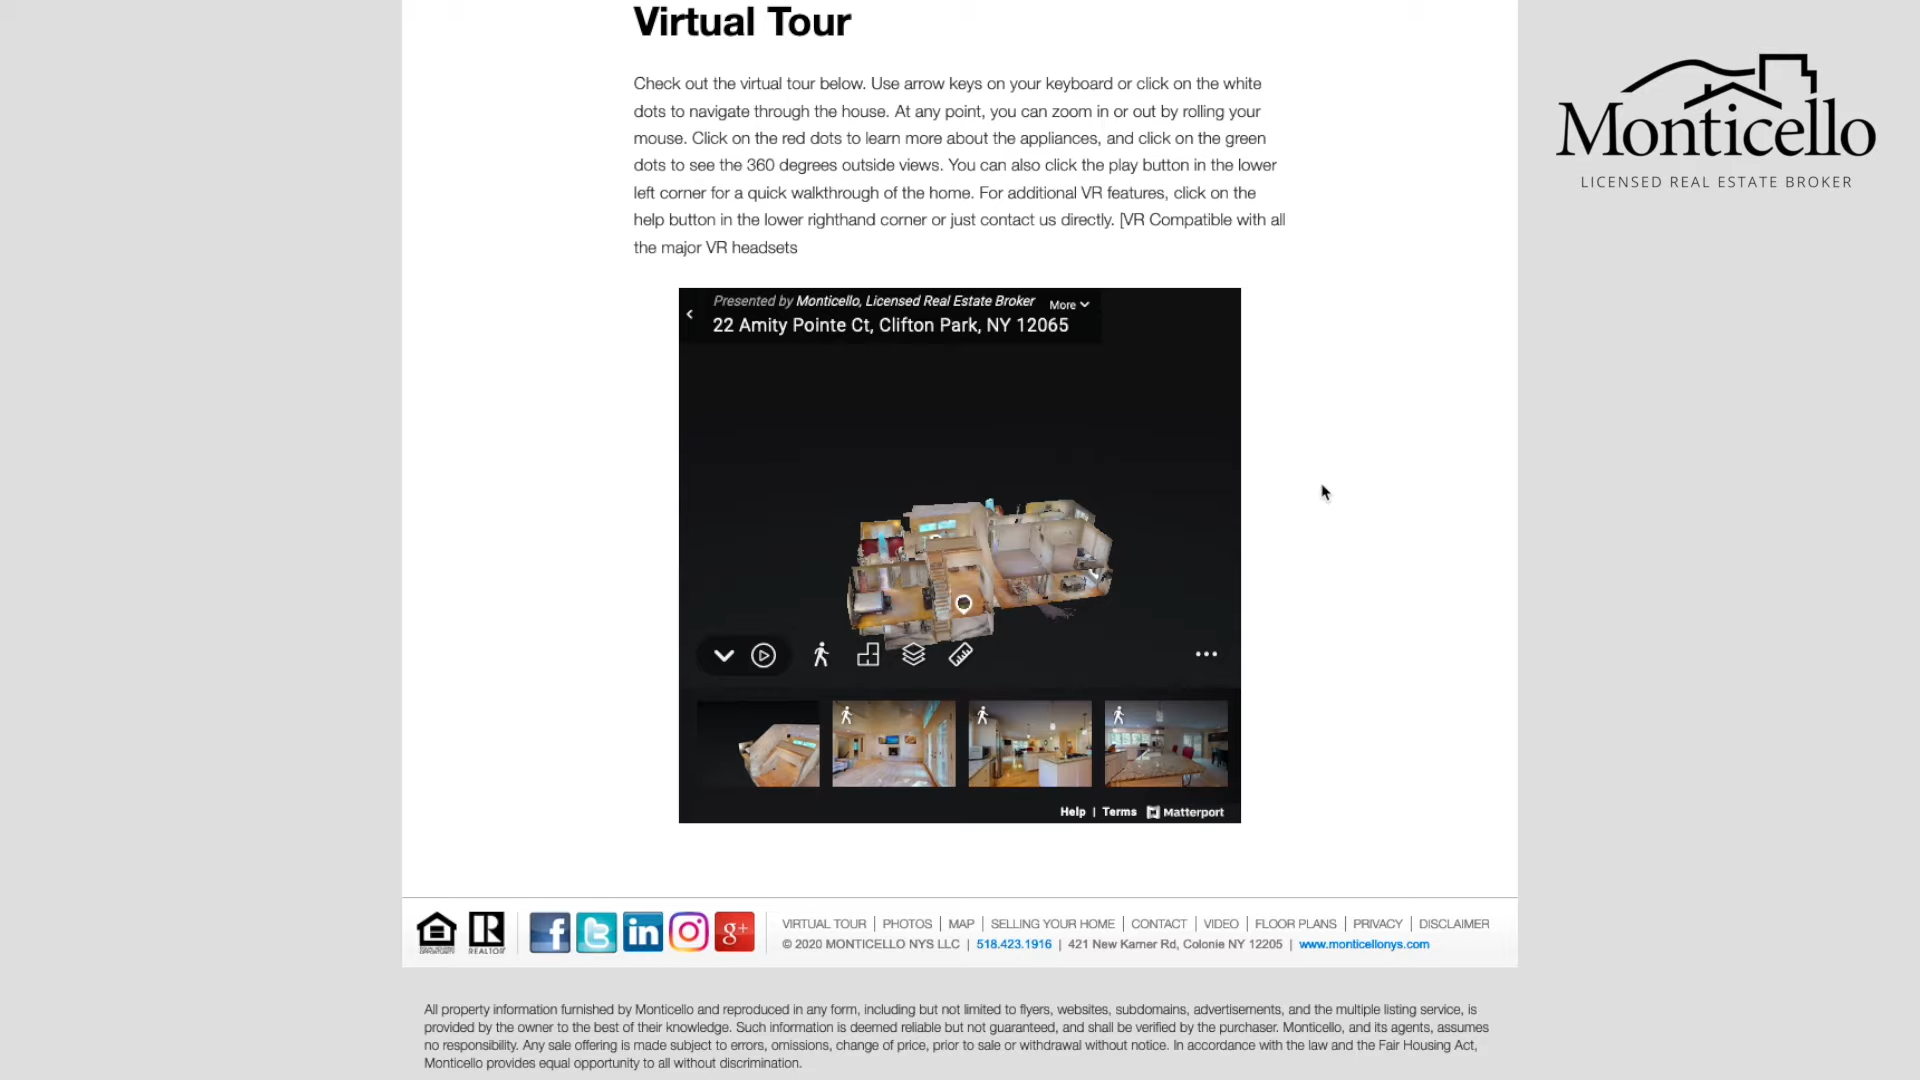 Virtual Tour
Check out the virtual tour below. Use arrow keys on your keyboard or click on the white
dots to navigate through the house. At any point, you can zoom in or out by rolling your
mouse. Click on the red dots to learn more about the appliances, and click on the green
dots to see the 360 degrees outside views. You can also click the play button in the lower
left corner for a quick walkthrough of the home. For additional VR features, click on the
help button in the lower righthand corner or just contact us directly. [VR Compatible with all
the major VR headsets
Monticello
LICENSED REAL ESTATE BROKER
Presented by Monticello, Licensed Real Estate Broker
More
22 Amity Pointe Ct, Clifton Park, NY 12065
Help | Terms Matterport
EQUAL HOUSING
OPPORTUNITY
REALTOR
VIRTUAL TOUR | PHOTOS | MAP | SELLING YOUR HOME | CONTACT | VIDEO | FLOOR PLANS | PRIVACY | DISCLAIMER
© 2020 MONTICELLO NYS LLC | 518.423.1916 | 421 New Karner Rd, Colonie NY 12205 | www.monticellonys.com
All property information furnished by Monticello and reproduced in any form, including but not limited to flyers, websites, subdomains, advertisements, and the multiple listing service, is
provided by the owner to the best of their knowledge. Such information is deemed reliable but not guaranteed, and shall be verified by the purchaser. Monticello, and its agents, assumes
no responsibility. Any sale offering is made subject to errors, omissions, change of price, prior to sale or withdrawal without notice. In accordance with the law and the Fair Housing Act,
Monticello provides equal opportunity to all without discrimination.